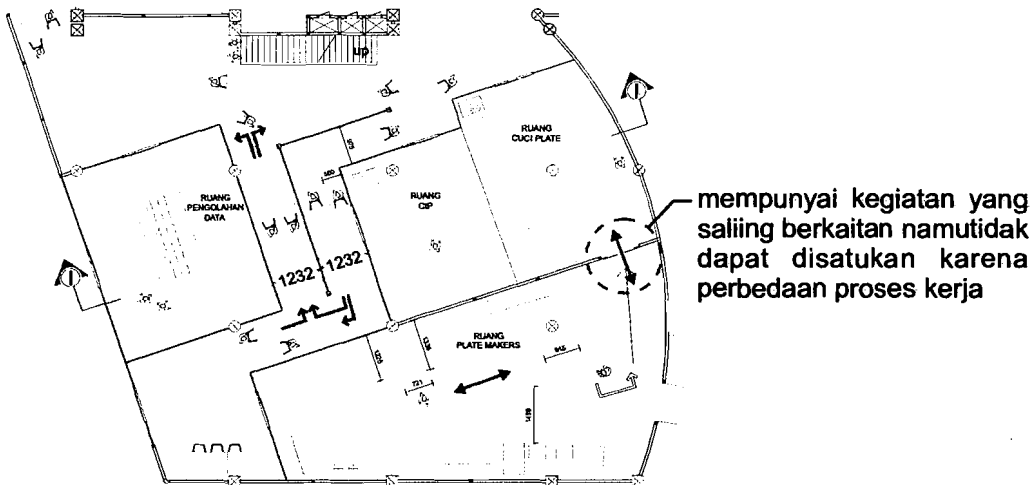 up
RUANG
CUCI PLATE
RUANG
PENGOLAHAN
DATA
RUANG
CIP
mempunyai kegiatan yang
saliing berkaitan namutidak
dapat disatukan karena
perbedaan proses kerja
1232
1232
RUANG
PLATE MAKERS
721